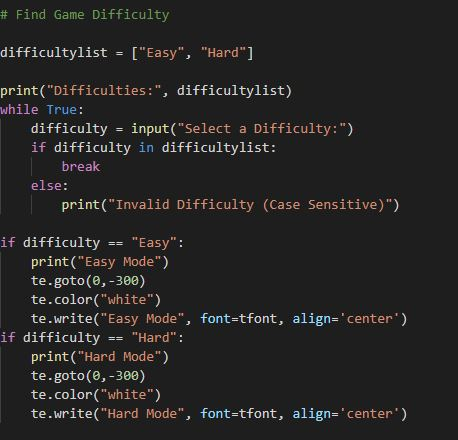 # Find Game Difficulty
difficultylist = ["Easy", "Hard"]
print("Difficulties:", difficultylist)
while True:
    difficulty = input("Select a Difficulty:")
    if difficulty in difficultylist:
        break
    else:
        print("Invalid Difficulty (Case Sensitive)")
if difficulty == "Easy":
    print("Easy Mode")
    te.goto(0,-300)
    te.color("white")
    te.write("Easy Mode", font=tfont, align='center')
if difficulty == "Hard":
    print("Hard Mode")
    te.goto(0,-300)
    te.color("white")
    te.write("Hard Mode", font=tfont, align='center')